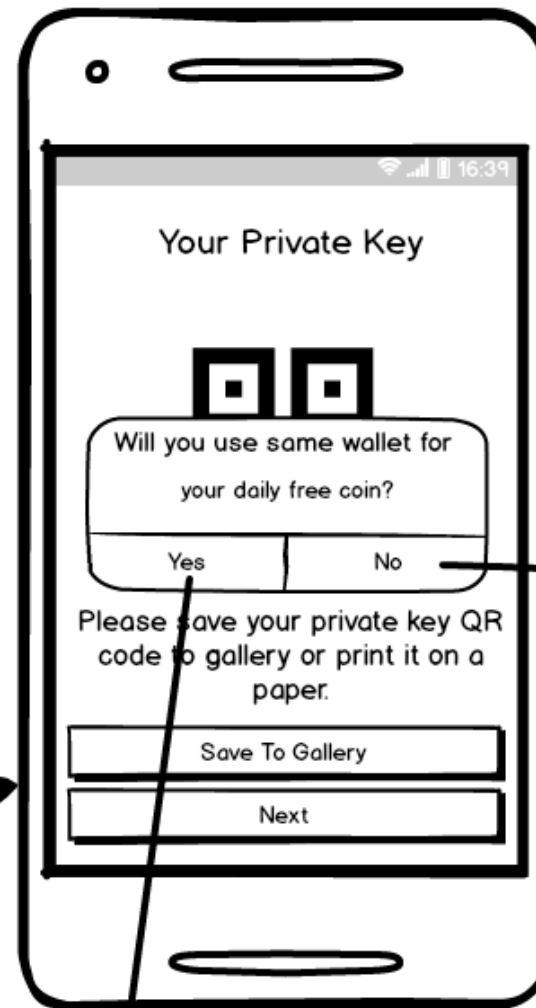 16:39
Your Private Key
Will you use same wallet for
your daily free coin?
Yes
No
Please save your private key QR
code to gallery or print it on a
paper.
Save To Gallery
Next